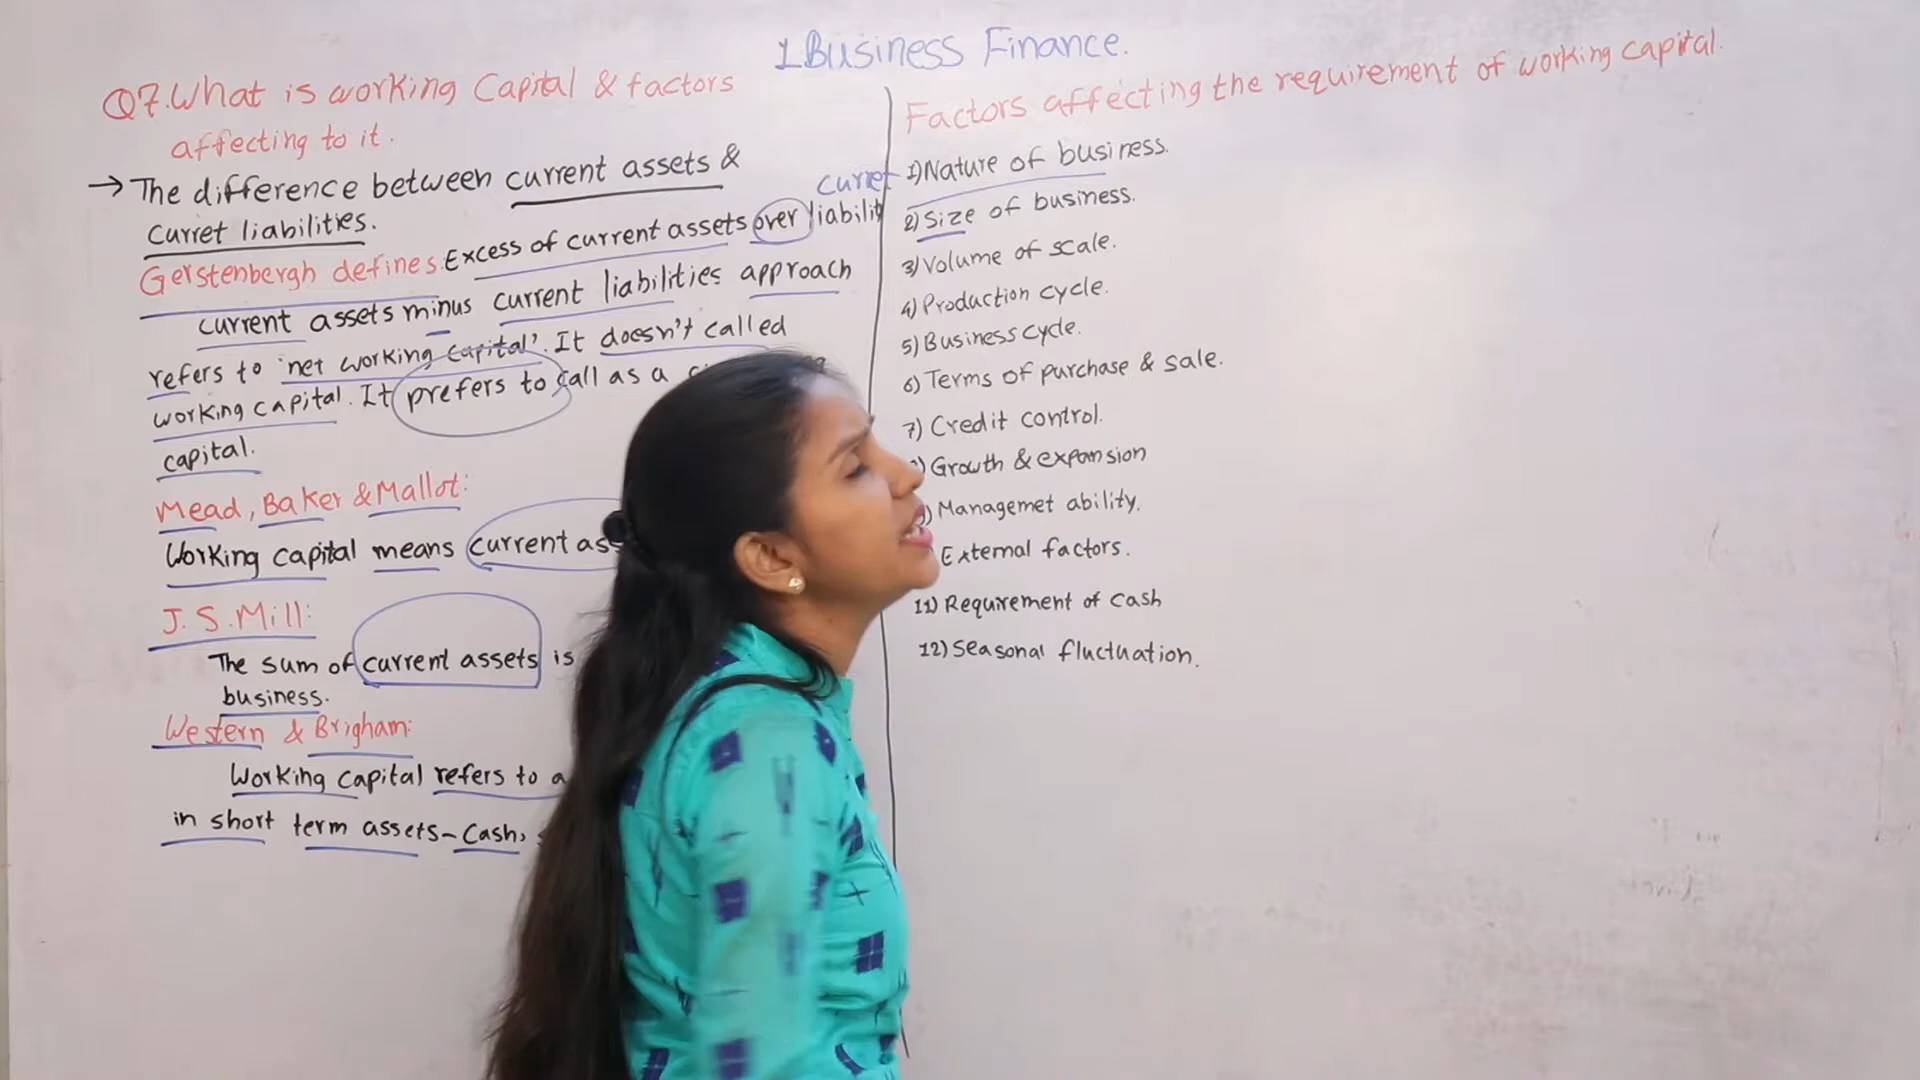 1.Business Finance.
Q7.What is working Capital & factors
affecting to it.
→ The difference between current assets &
curret liabilities.
Gerstenbergh defines. Excess of current assets over curret liabilit
current assets minus current liabilities approach
refers to 'net working capital'. It doesn't called
working capital. It prefers to call as a
capital.
Mead, Baker & Mallot:
Working capital means current ass
J. S. Mill:
The sum of current assets is
business.
Western & Brigham:
Working capital refers to a
in short term assets - Cash,
Factors affecting the requirement of working capital.
1) Nature of business.
2) Size of business.
3) Volume of scale.
4) Production cycle.
5) Business cycle.
6) Terms of purchase & sale.
7) Credit control.
) Growth & expansion
) Managemet ability.
External factors.
11) Requirement of cash
12) Seasonal fluctuation.